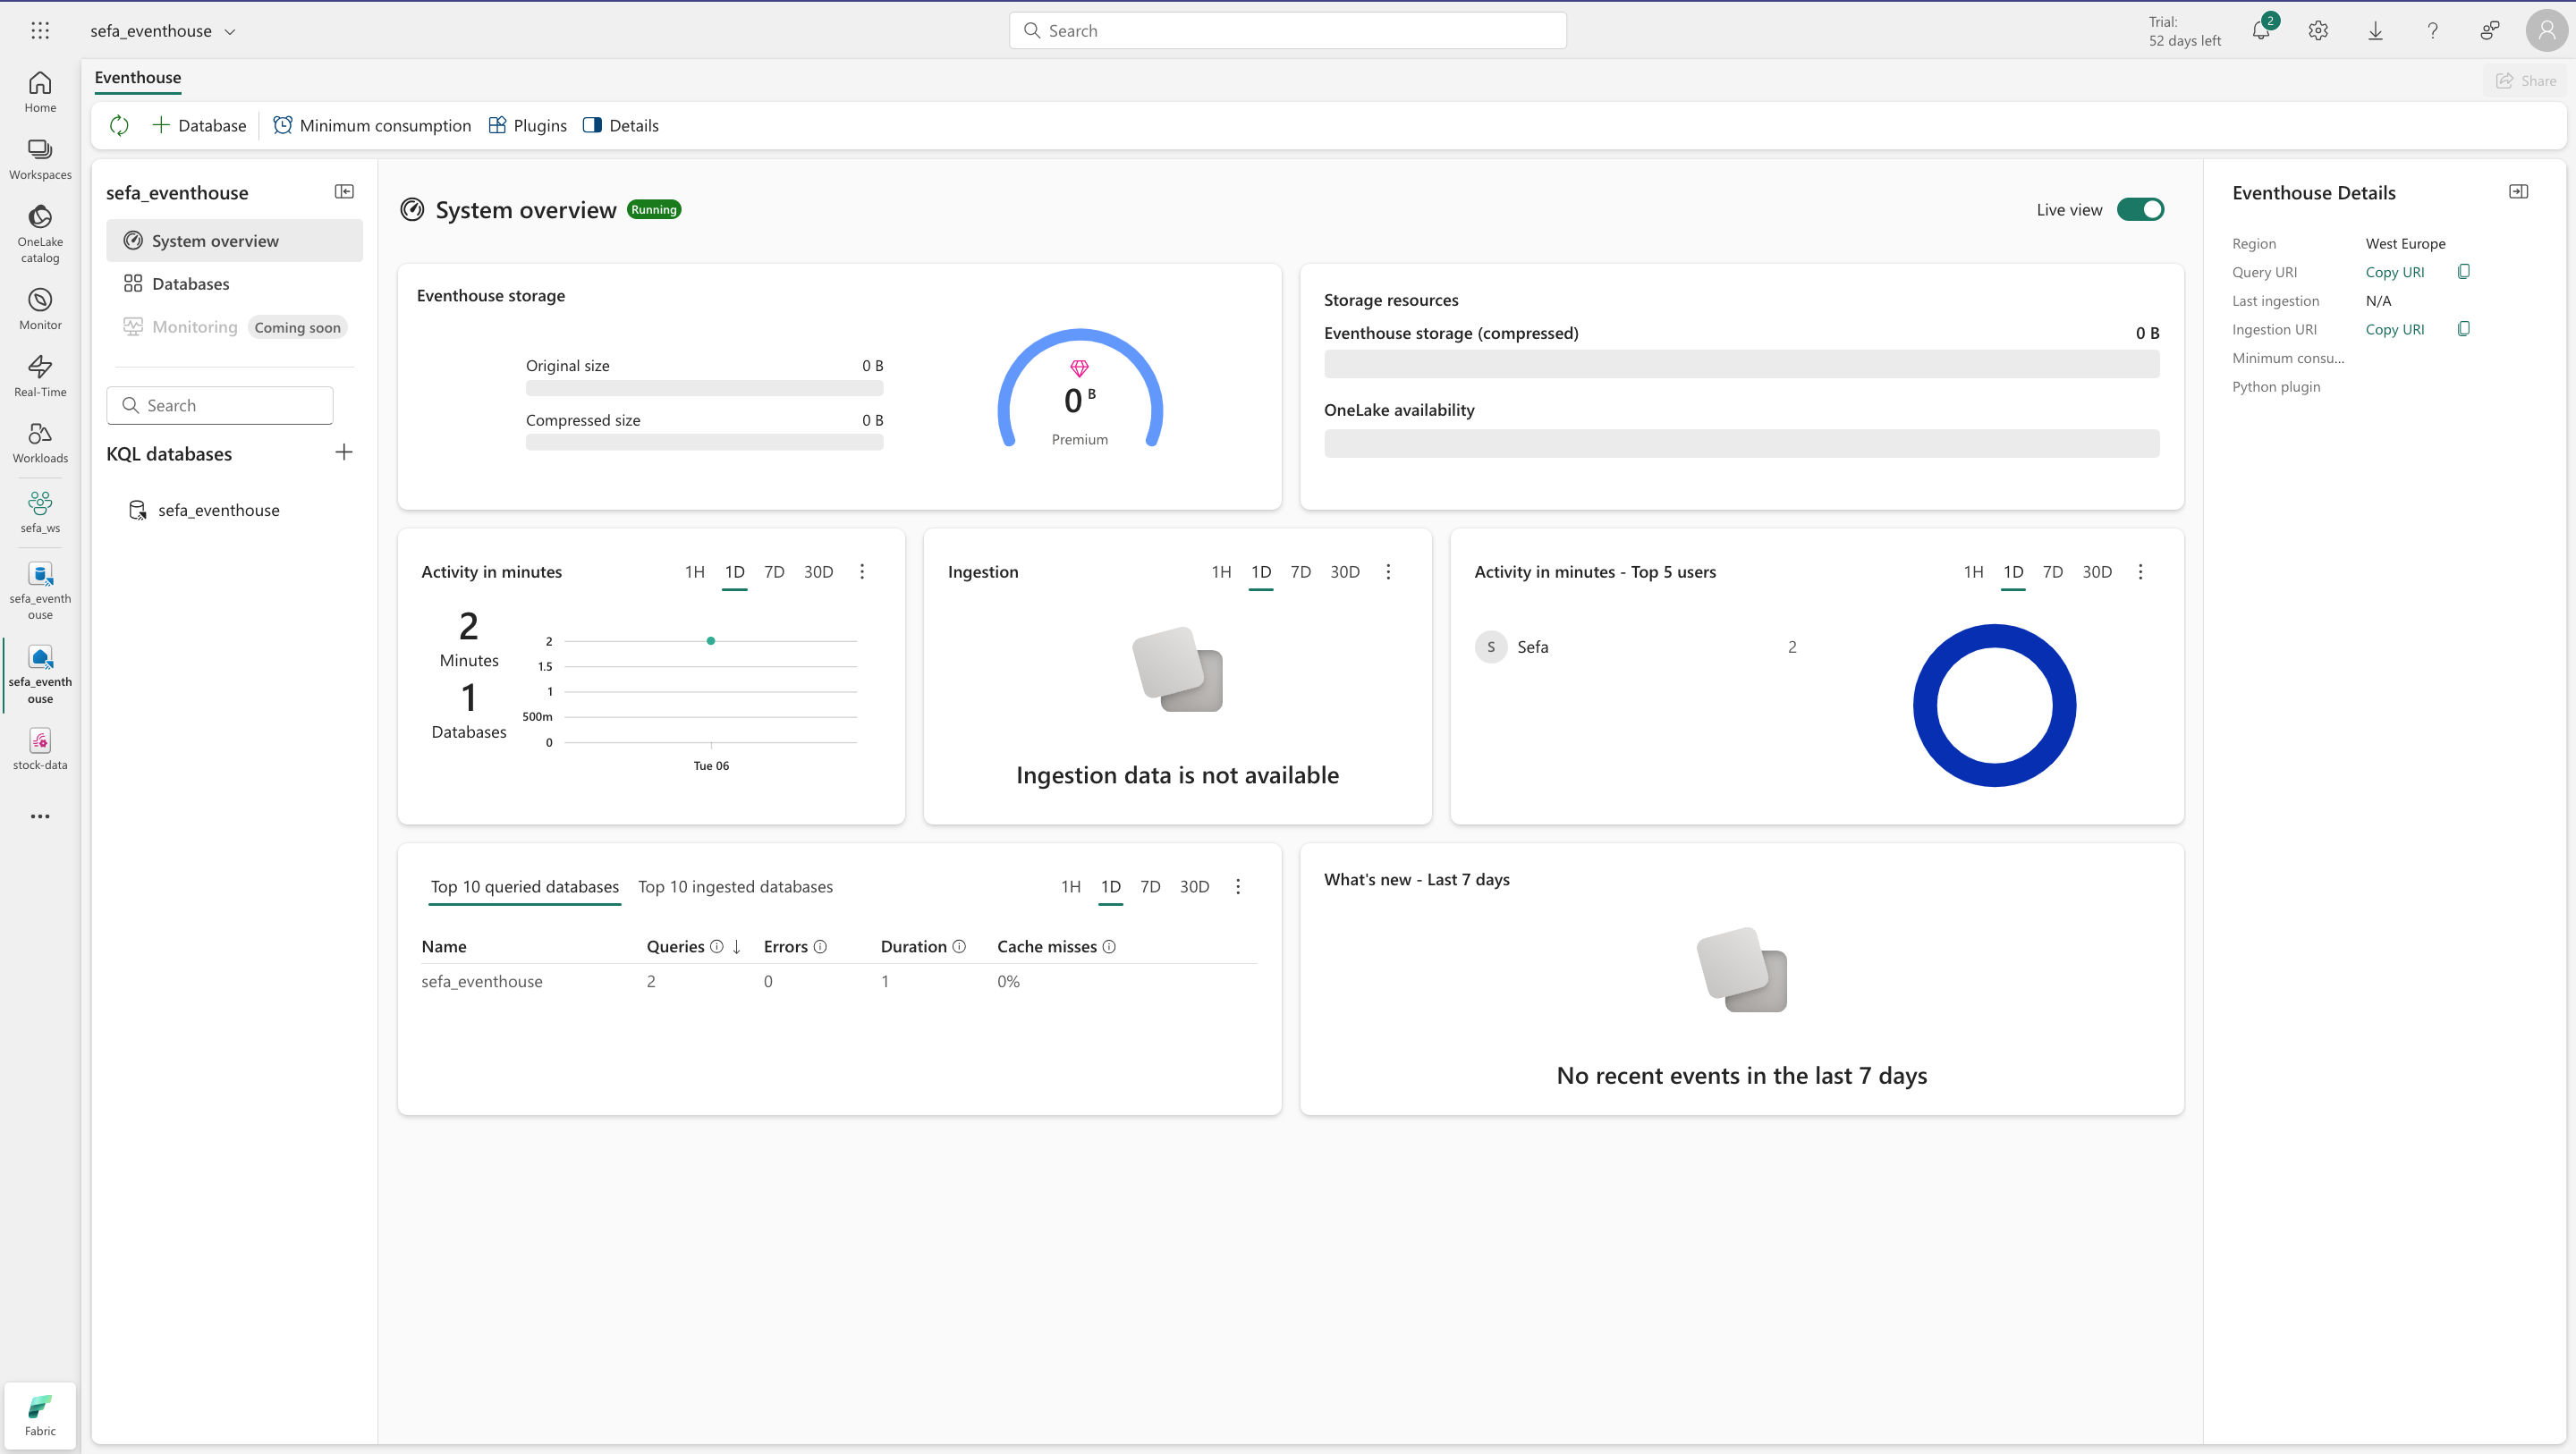 sefa_eventhouse
Search
Trial:
52 days left
2
Home
Workspaces
OneLake
catalog
Monitor
Real-Time
Workloads
sefa_ws
sefa_eventh
ouse
sefa_eventh
ouse
stock-data
Fabric
Eventhouse
Share
Database
Minimum consumption
Plugins
Details
sefa_eventhouse
System overview
Databases
Monitoring
Coming soon
Search
KQL databases
sefa_eventhouse
System overview
Running
Live view
Eventhouse storage
Original size 0 B
Compressed size 0 B
0 B
Premium
Storage resources
Eventhouse storage (compressed) 0 B
OneLake availability
Activity in minutes
1H 1D 7D 30D
2
Minutes
1
Databases
2
1.5
1
500m
0
Tue 06
Ingestion
1H 1D 7D 30D
Ingestion data is not available
Activity in minutes - Top 5 users
1H 1D 7D 30D
S Sefa 2
Top 10 queried databases Top 10 ingested databases
1H 1D 7D 30D
Name Queries Errors Duration Cache misses
sefa_eventhouse 2 0 1 0%
What's new - Last 7 days
No recent events in the last 7 days
Eventhouse Details
Region West Europe
Query URI Copy URI
Last ingestion N/A
Ingestion URI Copy URI
Minimum consu...
Python plugin